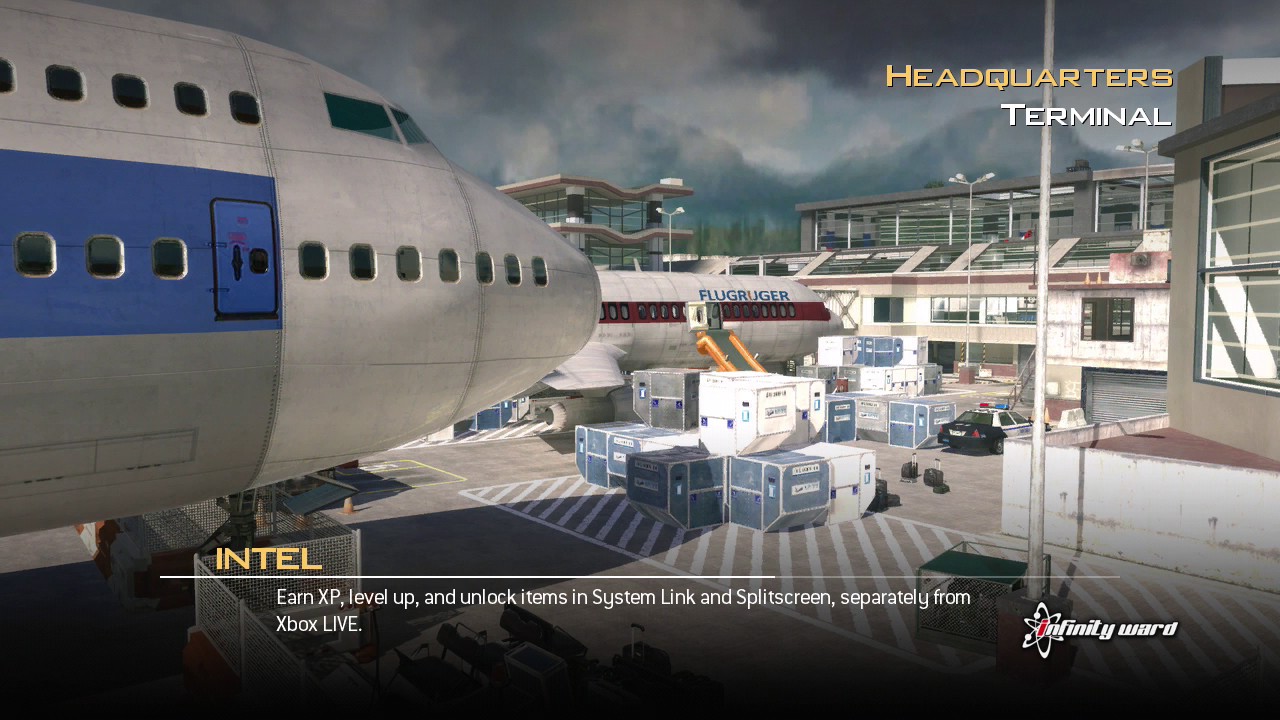 HEADQUARTERS
TERMINAL
FLUGRUGER
INTEL
Earn XP, level up, and unlock items in System Link and Splitscreen, separately from
Xbox LIVE.
infinity ward